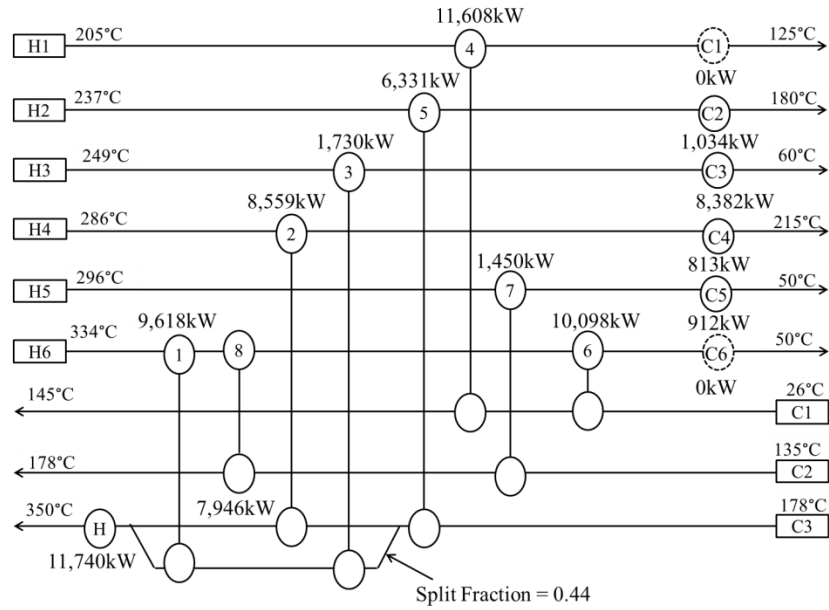 11,608kW
H1 205°C 4 C1 125°C
0kW
6,331kW
H2 237°C 5 C2 180°C
1,034kW
1,730kW
H3 249°C 3 C3 60°C
8,382kW
8,559kW
H4 286°C 2 C4 215°C
813kW
1,450kW
H5 296°C 7 C5 50°C
912kW
9,618kW 10,098kW
H6 334°C 1 8 6 C6 50°C
0kW
145°C 26°C C1
178°C 135°C C2
7,946kW
350°C H 178°C C3
11,740kW
Split Fraction = 0.44